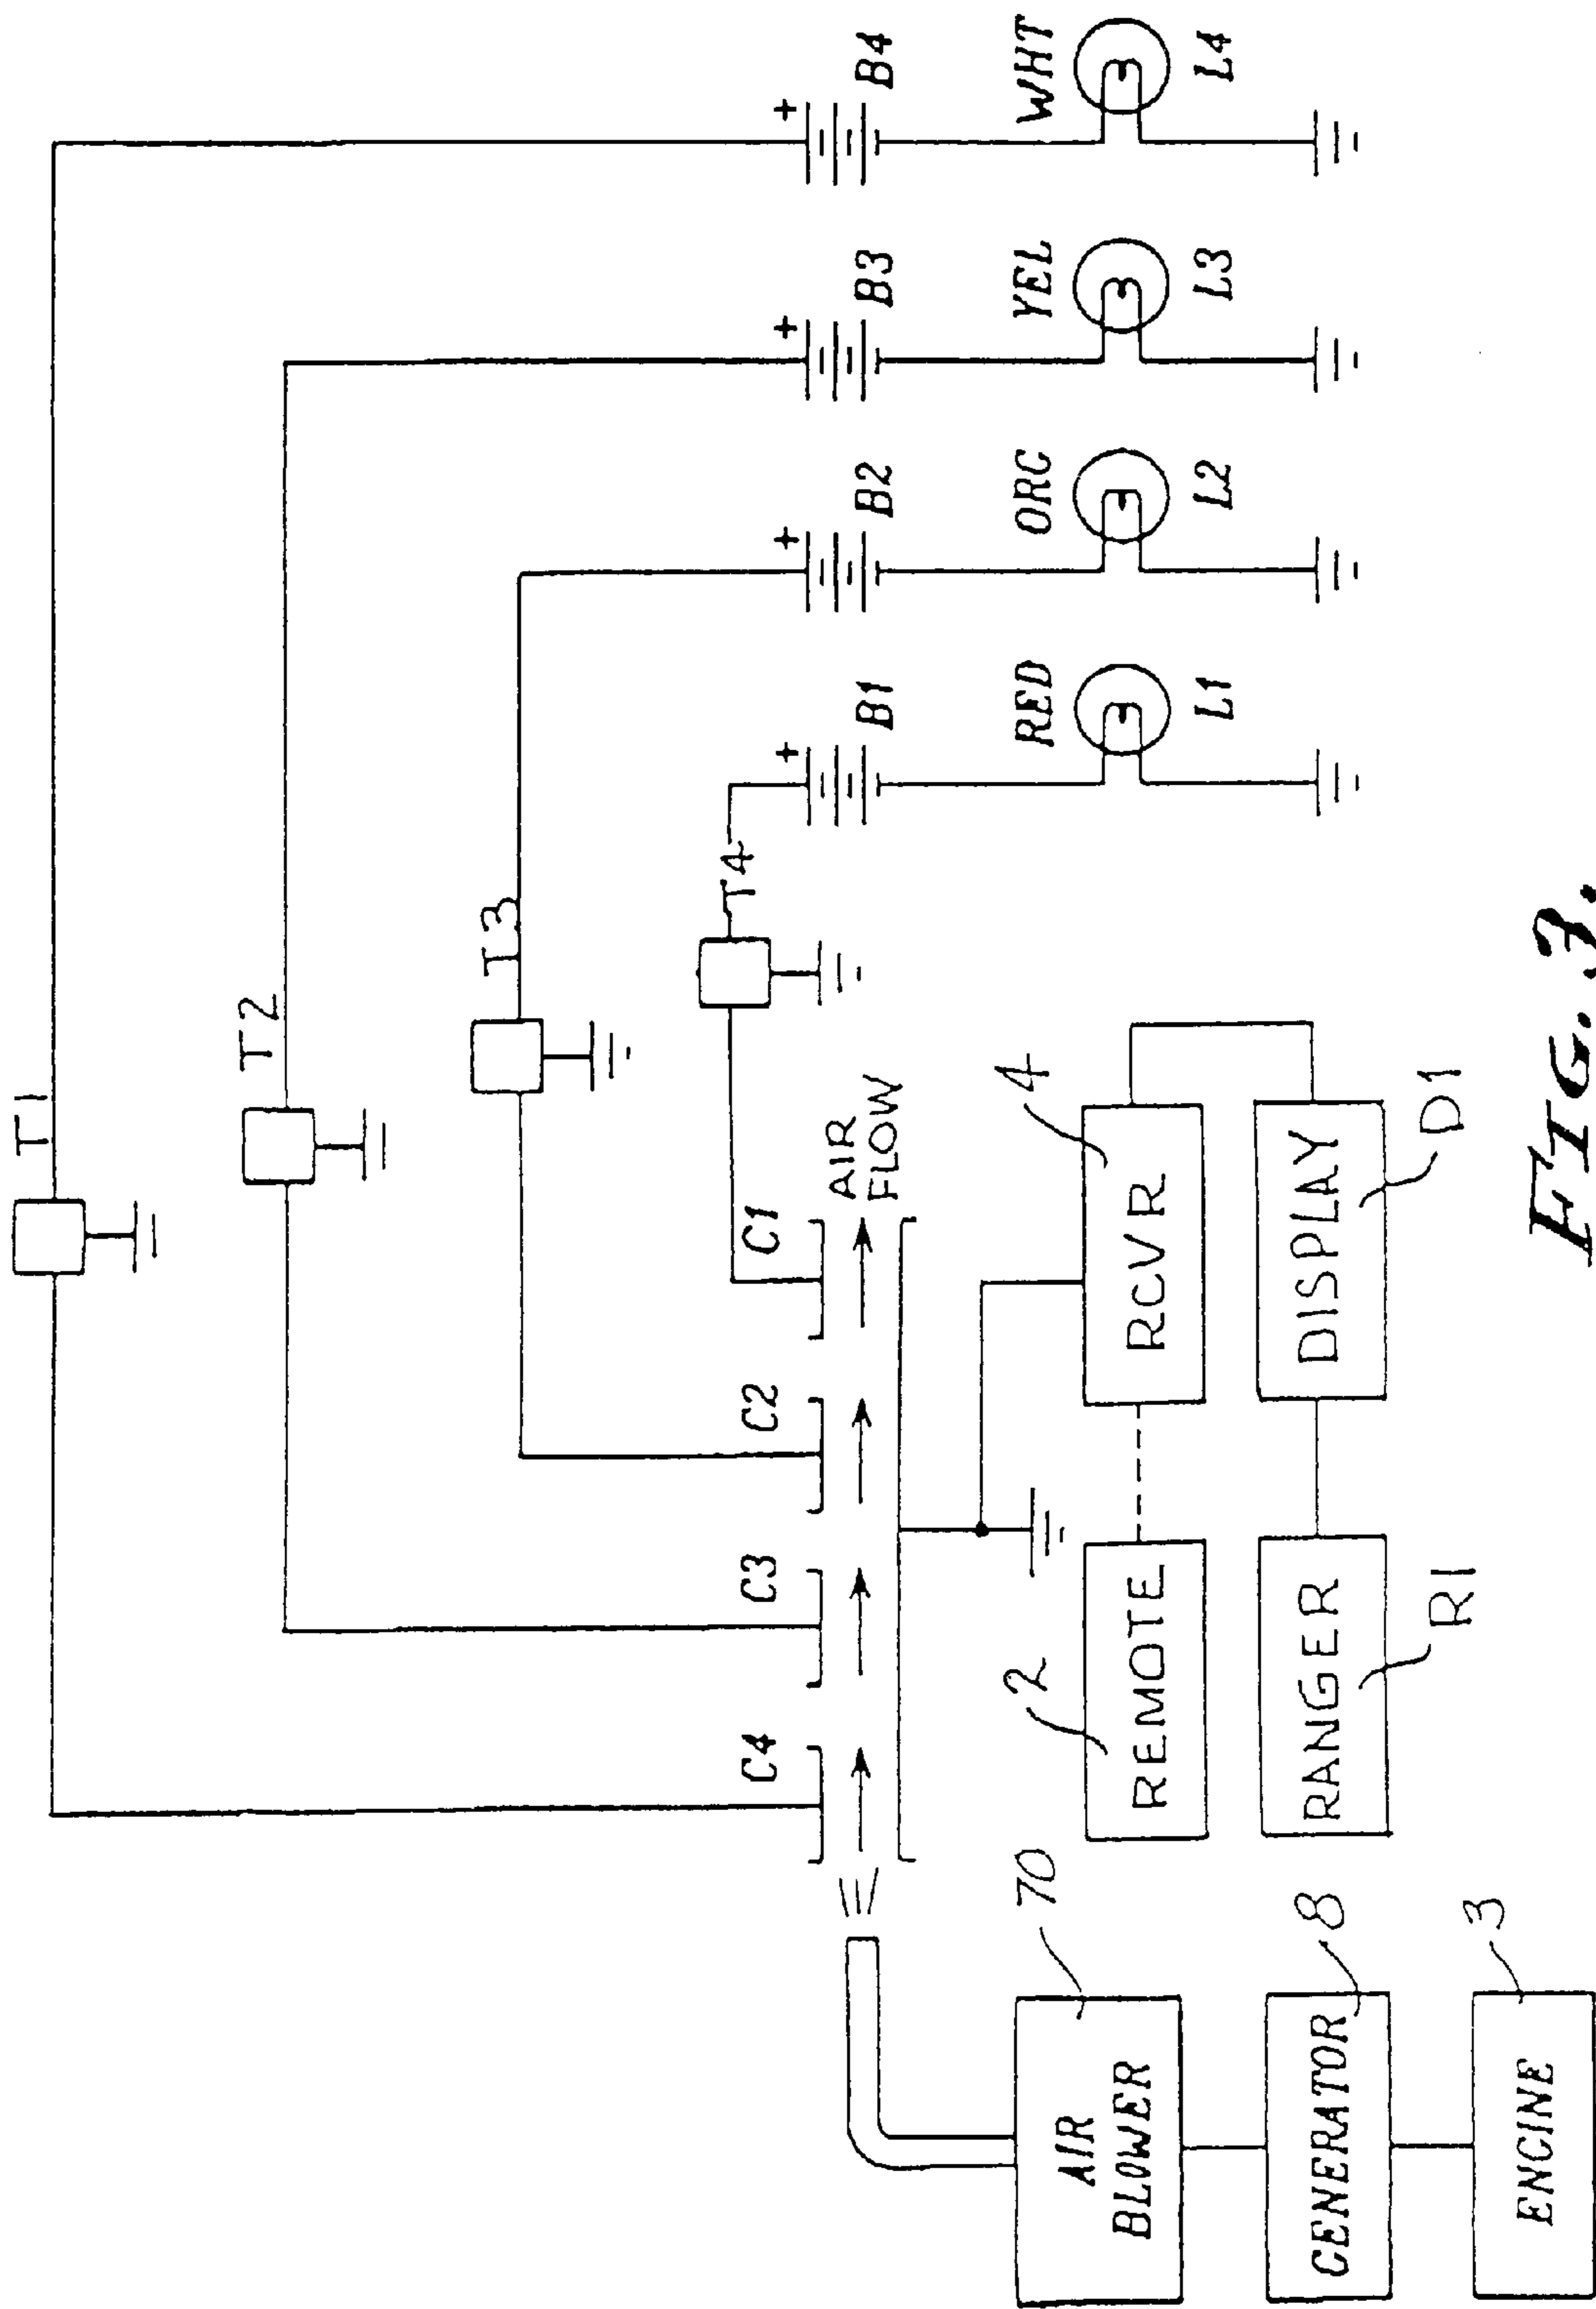 T1
T2
T3
T4
+
B1
+
B2
+
B3
+
B4
C4
C3
C2
C1
AIR
FLOW
RED
ORG
YEL
WHT
L1
L2
L3
L4
70
AIR
BLOWER
2
REMOTE
4
RCVR
8
GENERATOR
RANGER
R1
DISPLAY
D1
3
ENGINE
FIG. 3.